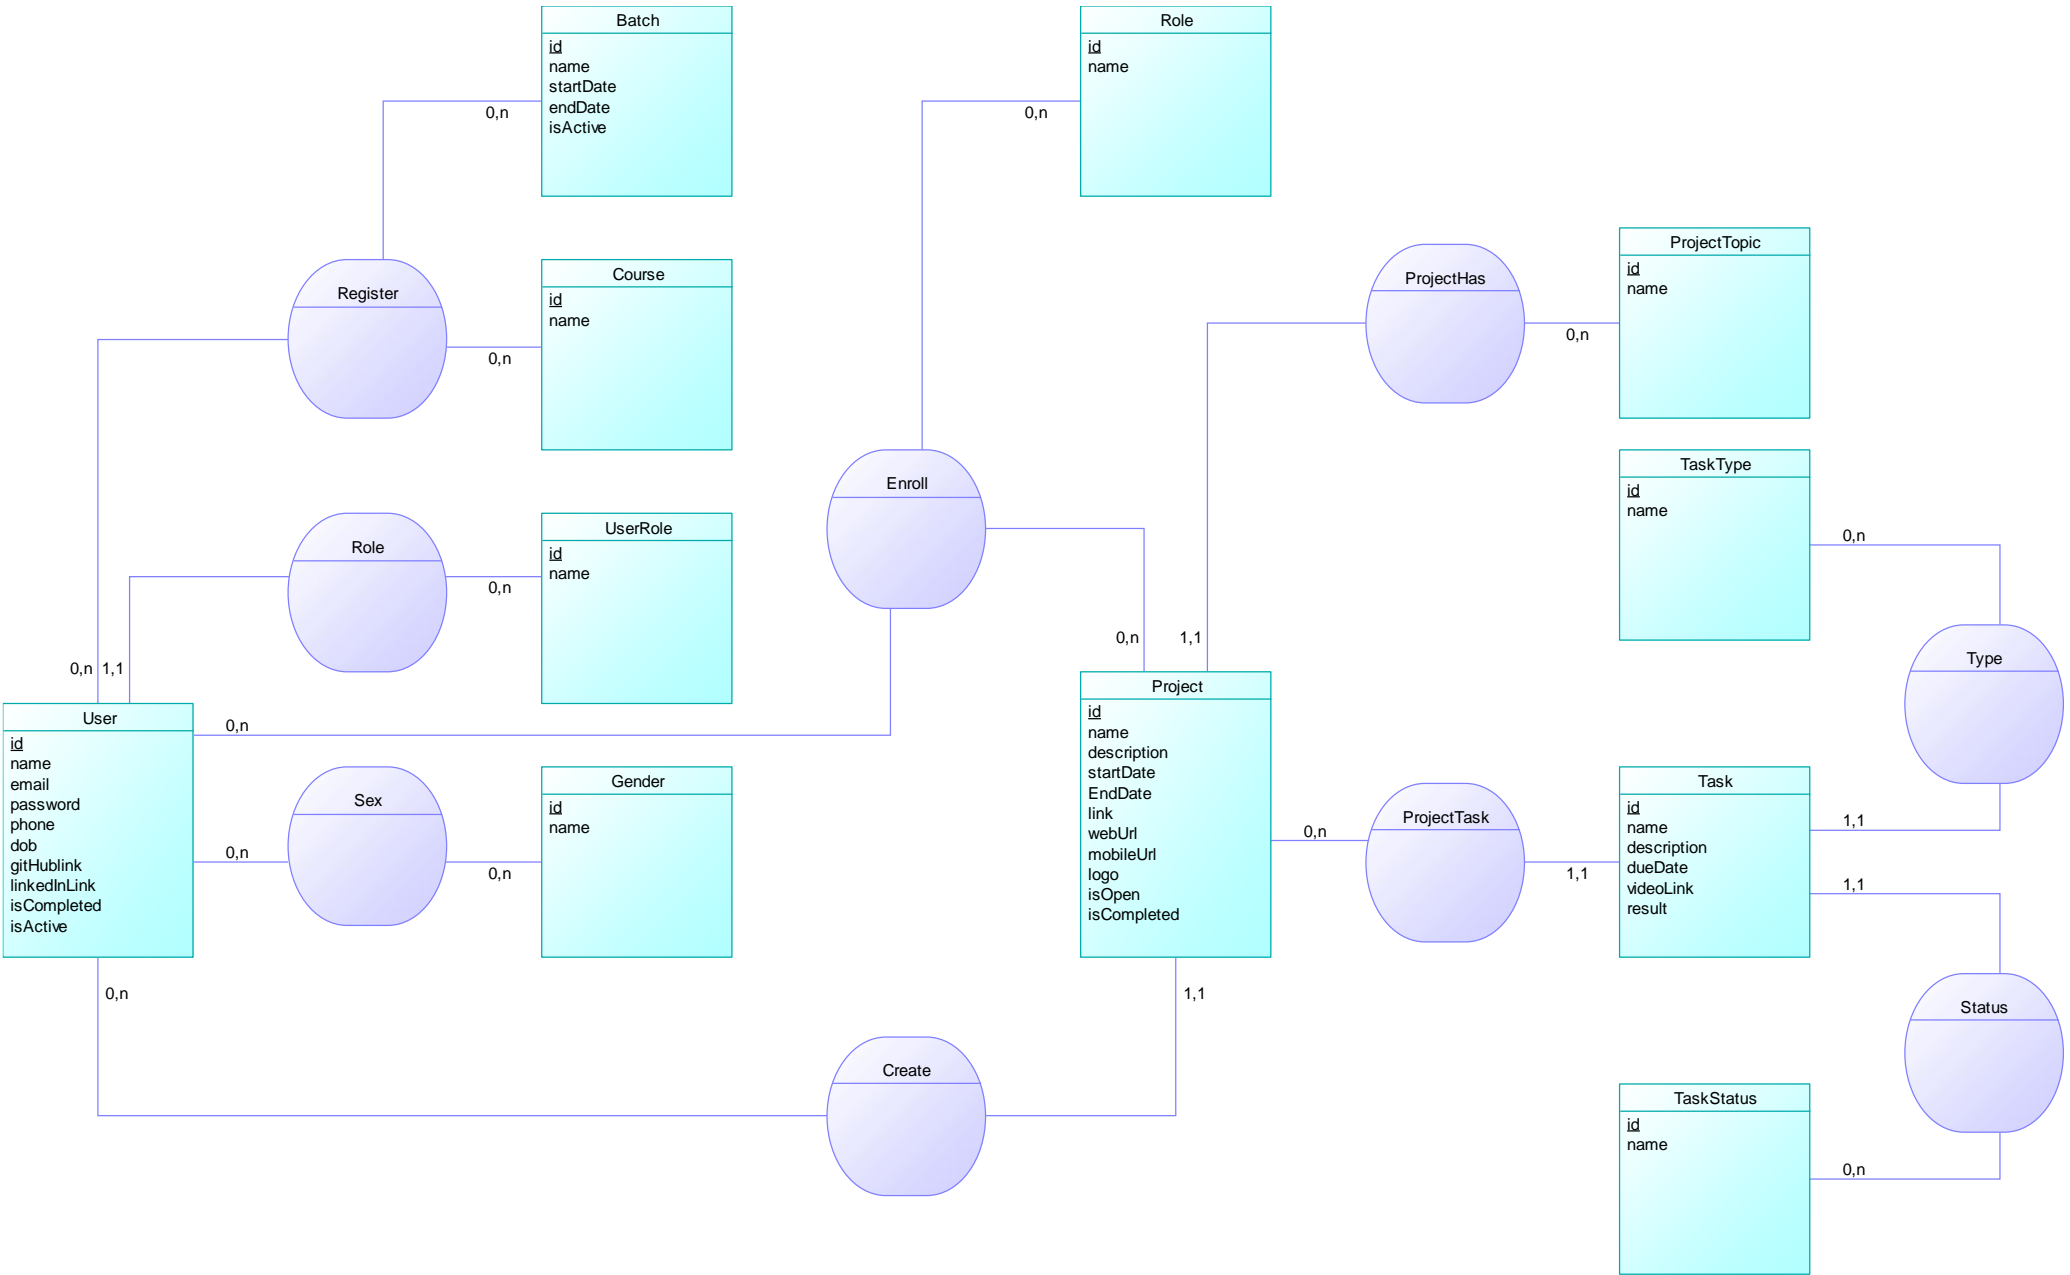 Batch
id
name
startDate
endDate
isActive
0,n
Role
id
name
0,n
Register
Course
id
name
0,n
ProjectHas
ProjectTopic
id
name
0,n
Enroll
TaskType
id
name
0,n
Role
UserRole
id
name
0,n
0,n
1,1
0,n
1,1
Type
User
id
name
email
password
phone
dob
gitHublink
linkedInLink
isCompleted
isActive
0,n
Sex
0,n
Gender
id
name
0,n
Project
id
name
description
startDate
EndDate
link
webUrl
mobileUrl
logo
isOpen
isCompleted
0,n
ProjectTask
1,1
Task
id
name
description
dueDate
videoLink
result
1,1
1,1
0,n
1,1
Status
Create
TaskStatus
id
name
0,n